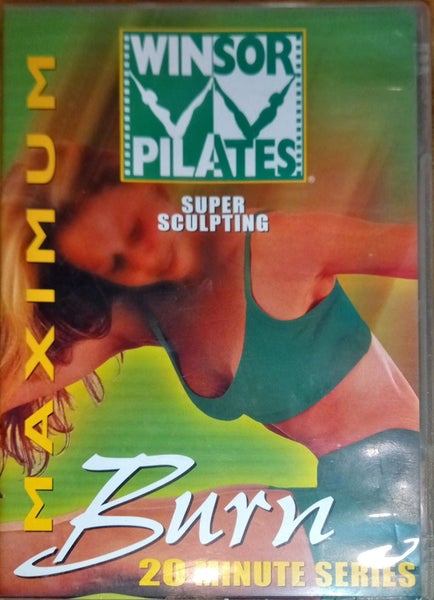 WINSOR
PILATES
®
SUPER
SCULPTING
MAXIMUM
Burn
20 MINUTE SERIES